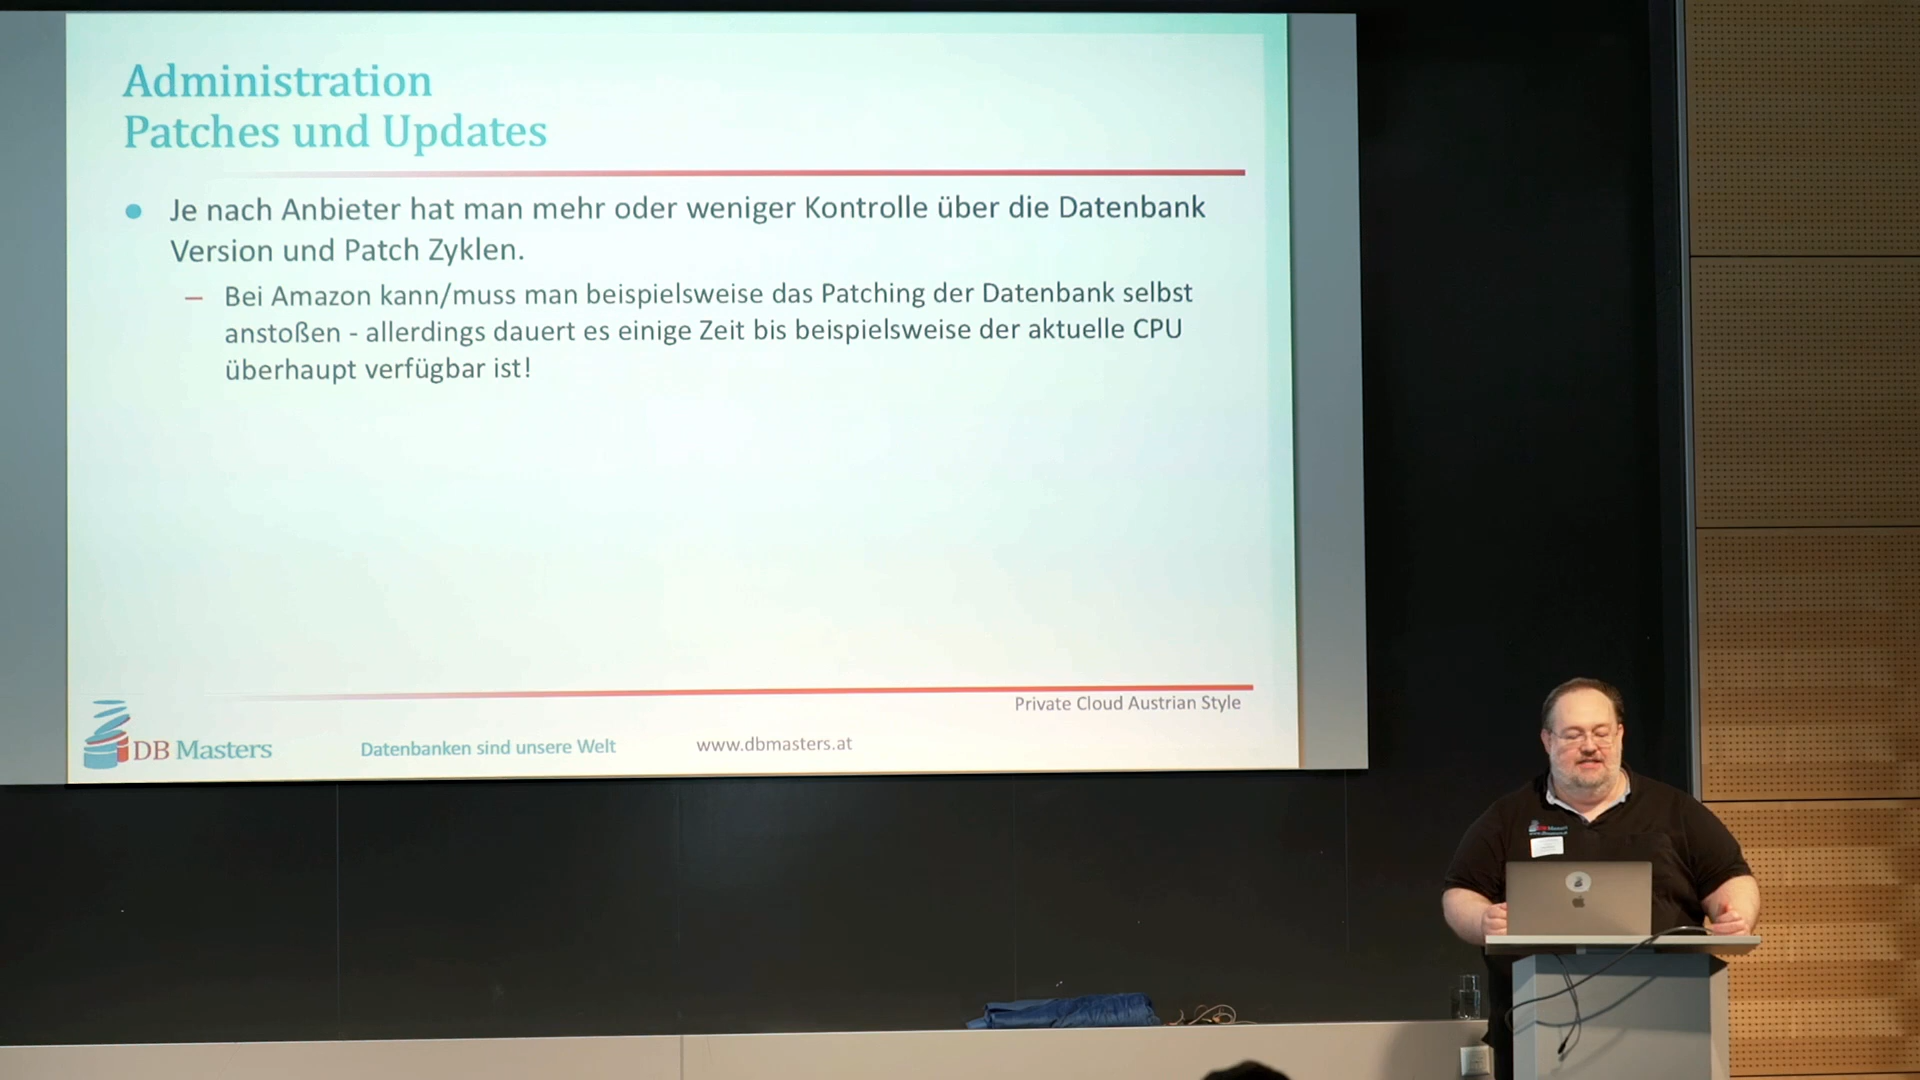 Administration
Patches und Updates
Je nach Anbieter hat man mehr oder weniger Kontrolle über die Datenbank
Version und Patch Zyklen.
– Bei Amazon kann/muss man beispielsweise das Patching der Datenbank selbst
anstoßen - allerdings dauert es einige Zeit bis beispielsweise der aktuelle CPU
überhaupt verfügbar ist!
Private Cloud Austrian Style
DB Masters
Datenbanken sind unsere Welt
www.dbmasters.at
DB Masters